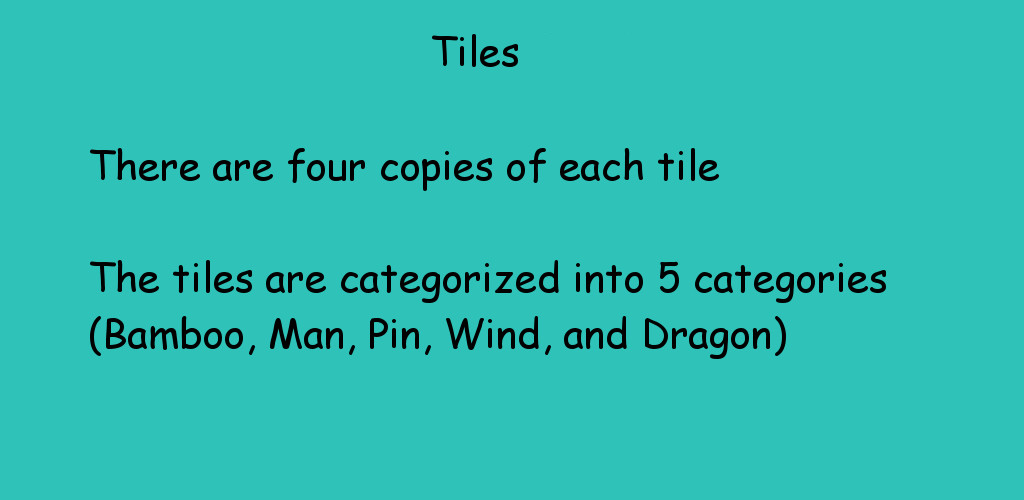 Tiles
There are four copies of each tile
The tiles are categorized into 5 categories
(Bamboo, Man, Pin, Wind, and Dragon)